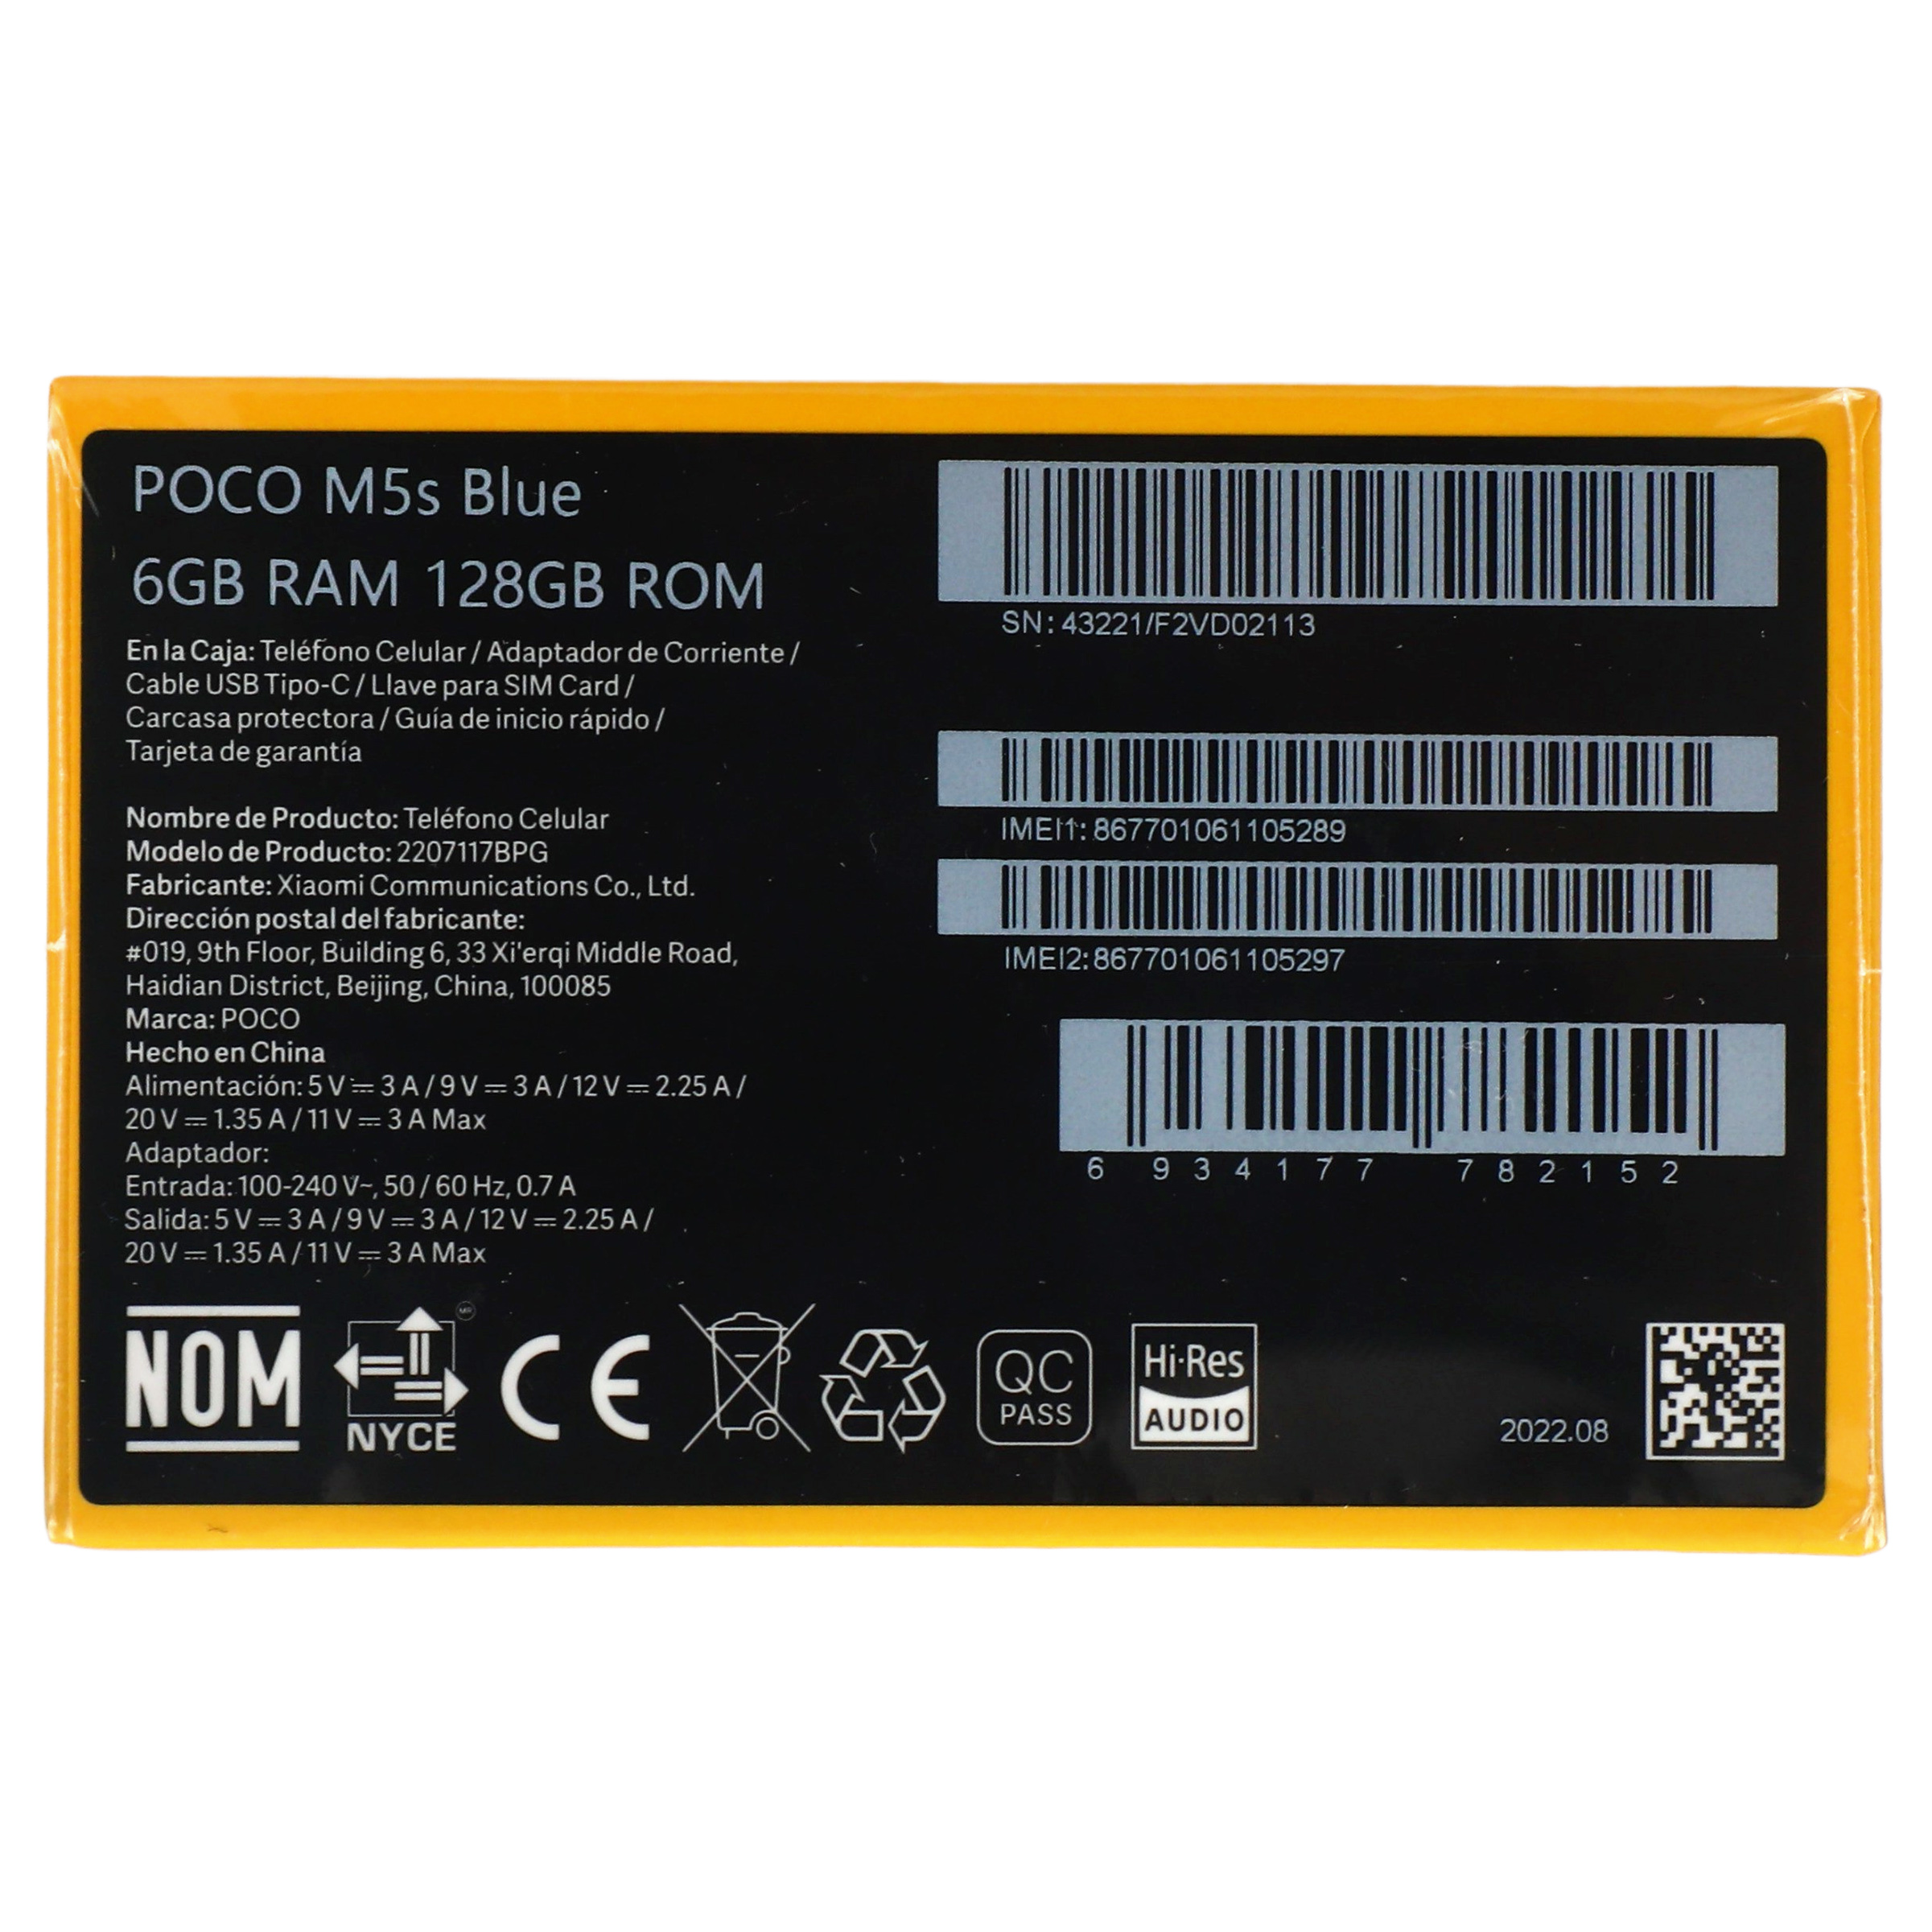 POCO M5s Blue
6GB RAM 128GB ROM
En la Caja: Teléfono Celular / Adaptador de Corriente /
Cable USB Tipo-C / Llave para SIM Card /
Carcasa protectora / Guía de inicio rápido /
Tarjeta de garantía
Nombre de Producto: Teléfono Celular
Modelo de Producto: 2207117BPG
Fabricante: Xiaomi Communications Co., Ltd.
Dirección postal del fabricante:
#019, 9th Floor, Building 6, 33 Xi'erqi Middle Road,
Haidian District, Beijing, China, 100085
Marca: POCO
Hecho en China
Alimentación: 5 V ⎓ 3 A / 9 V ⎓ 3 A / 12 V ⎓ 2.25 A /
20 V ⎓ 1.35 A / 11 V ⎓ 3 A Max
Adaptador:
Entrada: 100-240 V~, 50 / 60 Hz, 0.7 A
Salida: 5 V ⎓ 3 A / 9 V ⎓ 3 A / 12 V ⎓ 2.25 A /
20 V ⎓ 1.35 A / 11 V ⎓ 3 A Max
SN: 43221/F2VD02113
IMEI1: 867701061105289
IMEI2: 867701061105297
6 934177 782152
NOM
NYCE
MR
CE
QC
PASS
Hi-Res
AUDIO
2022.08